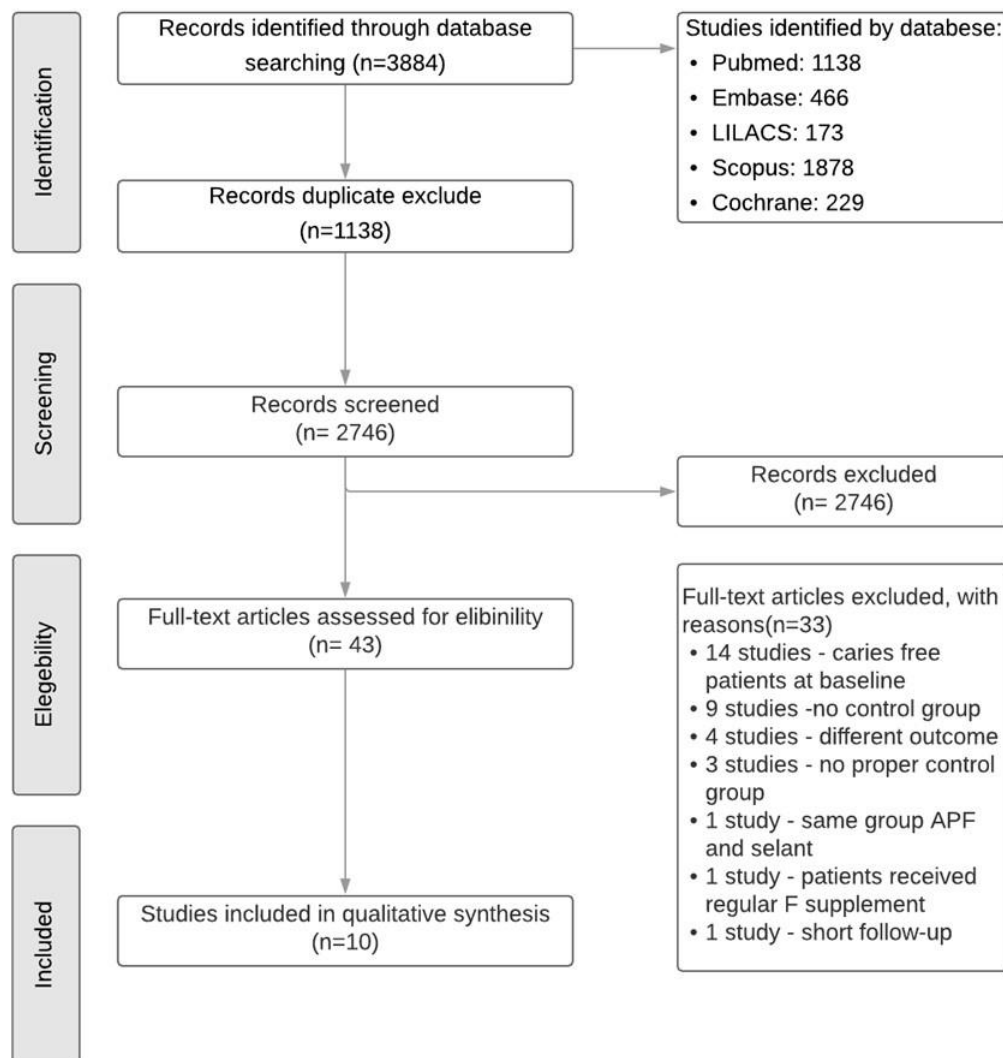 Identification
Records identified through database
searching (n=3884)
Studies identified by databese:
• Pubmed: 1138
• Embase: 466
• LILACS: 173
• Scopus: 1878
• Cochrane: 229
Records duplicate exclude
(n=1138)
Screening
Records screened
(n= 2746)
Records excluded
(n= 2746)
Elegebility
Full-text articles assessed for elibinility
(n= 43)
Full-text articles excluded, with
reasons(n=33)
• 14 studies - caries free
patients at baseline
• 9 studies -no control group
• 4 studies - different outcome
• 3 studies - no proper control
group
• 1 study - same group APF
and selant
• 1 study - patients received
regular F supplement
• 1 study - short follow-up
Included
Studies included in qualitative synthesis
(n=10)